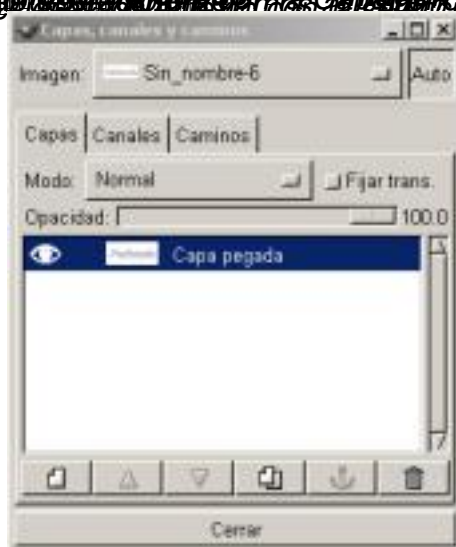 Capas, canales y caminos
Imagen: Sin_nombre-6 Auto
Capas Canales Caminos
Modo: Normal Fijar trans.
Opacidad: 100.0
Capa pegada
Cerrar